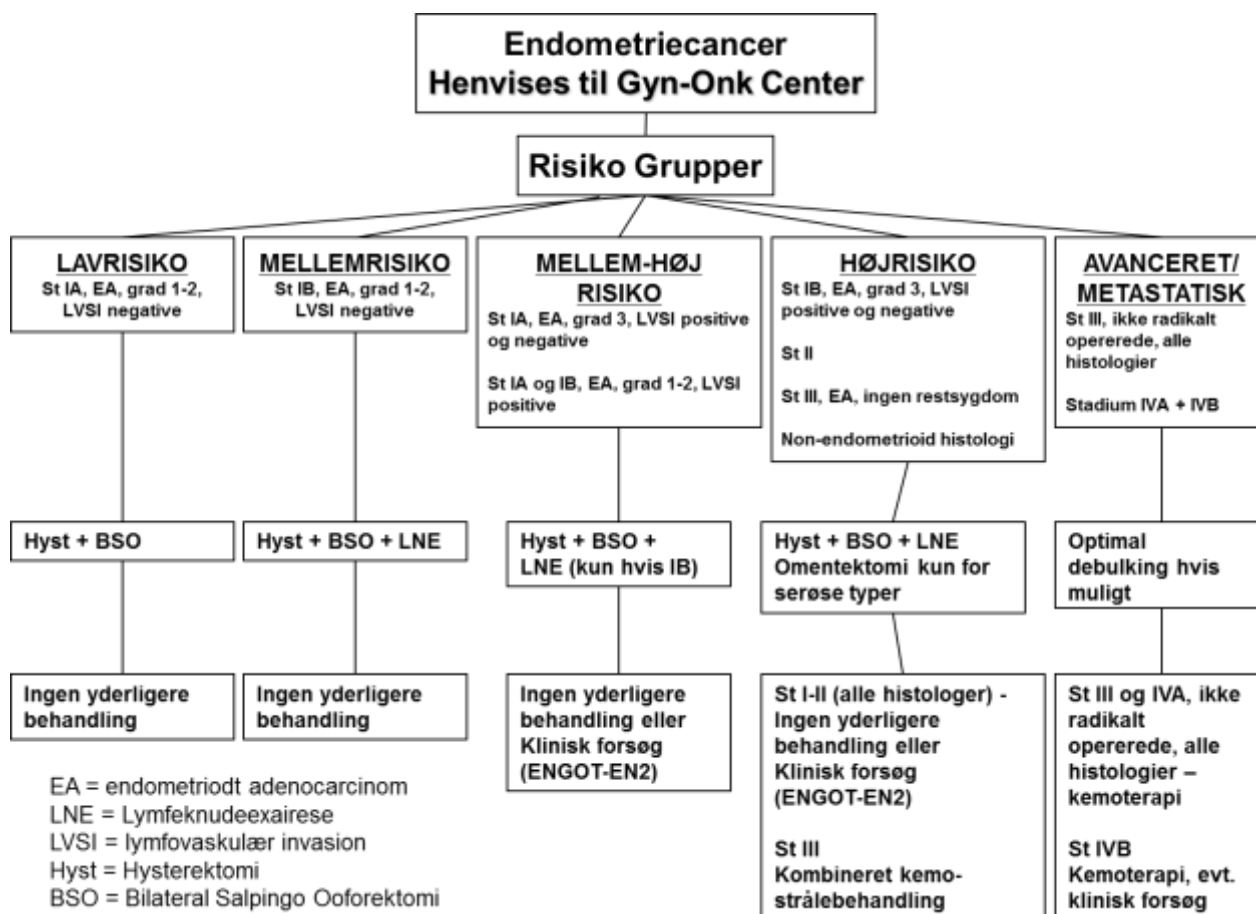 Endometriecancer
Henvises til Gyn-Onk Center
Risiko Grupper
LAVRISIKO
St IA, EA, grad 1-2,
LVSI negative
MELLEMRISIKO
St IB, EA, grad 1-2,
LVSI negative
MELLEM-HØJ
RISIKO
St IA, EA, grad 3, LVSI positive
og negative
St IA og IB, EA, grad 1-2, LVSI
positive
HØJRISIKO
St IB, EA, grad 3, LVSI
positive og negative
St II
St III, EA, ingen restsygdom
Non-endometrioid histologi
AVANCERET/
METASTATISK
St III, ikke radikalt
opererede, alle
histologier
Stadium IVA + IVB
Hyst + BSO
Hyst + BSO + LNE
Hyst + BSO +
LNE (kun hvis IB)
Hyst + BSO + LNE
Omentektomi kun for
serøse typer
Optimal
debulking hvis
muligt
Ingen yderligere
behandling
Ingen yderligere
behandling
Ingen yderligere
behandling eller
Klinisk forsøg
(ENGOT-EN2)
St I-II (alle histologer) -
Ingen yderligere
behandling eller
Klinisk forsøg
(ENGOT-EN2)
St III
Kombineret kemo-
strålebehandling
St III og IVA, ikke
radikalt
opererede, alle
histologier –
kemoterapi
St IVB
Kemoterapi, evt.
klinisk forsøg
EA = endometriodt adenocarcinom
LNE = Lymfeknudeexairese
LVSI = lymfovaskulær invasion
Hyst = Hysterektomi
BSO = Bilateral Salpingo Ooforektomi